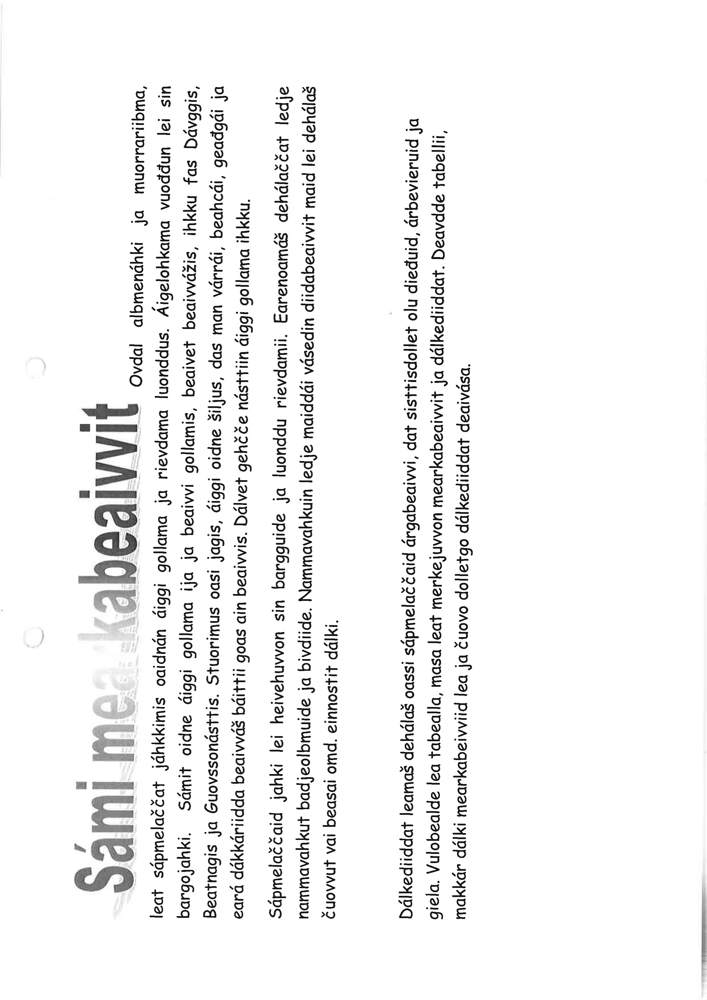 Sámi mearkabeaivvit
Ovdal albmenáhki ja muorrariibma,
leat sápmelaččat jáhkkimis oaidnán áiggi gollama ja rievdama luonddus. Áigelohkama vuođđun lei sin
bargojahki. Sámit oidne áiggi gollama ija ja beaivvi gollamis, beaivet beaivvážis, ihkku fas Dávggis,
Beatnagis ja Guovssonásttis. Stuorimus oasi jagis, áiggi oidne šiljus, das man várrái, beahcái, geađgái ja
eará dákkáriidda beaivváš báittii goas ain beaivvis. Dálvet gehčče násttiin áiggi gollama ihkku.
Sápmelaččaid jahki lei heivehuvvon sin bargguide ja luonddu rievdamii. Earenoamáš dehálaččat ledje
nammavahkut badjeolbmuide ja bivdiide. Nammavahkuin ledje maiddái vásedin diidabeaivvit maid lei dehálaš
čuovvut vai beasai omd. einnostit dálki.
Dálkediiddat leamaš dehálaš oassi sápmelaččaid árgabeaivvi, dat sisttisdollet olu dieđuid, árbevieruid ja
giela. Vulobealde lea tabealla, masa leat merkejuvvon mearkabeaivvit ja dálkediiddat. Deavdde tabellii,
makkár dálki mearkabeivviid lea ja čuovo dolletgo dálkediiddat deaivása.